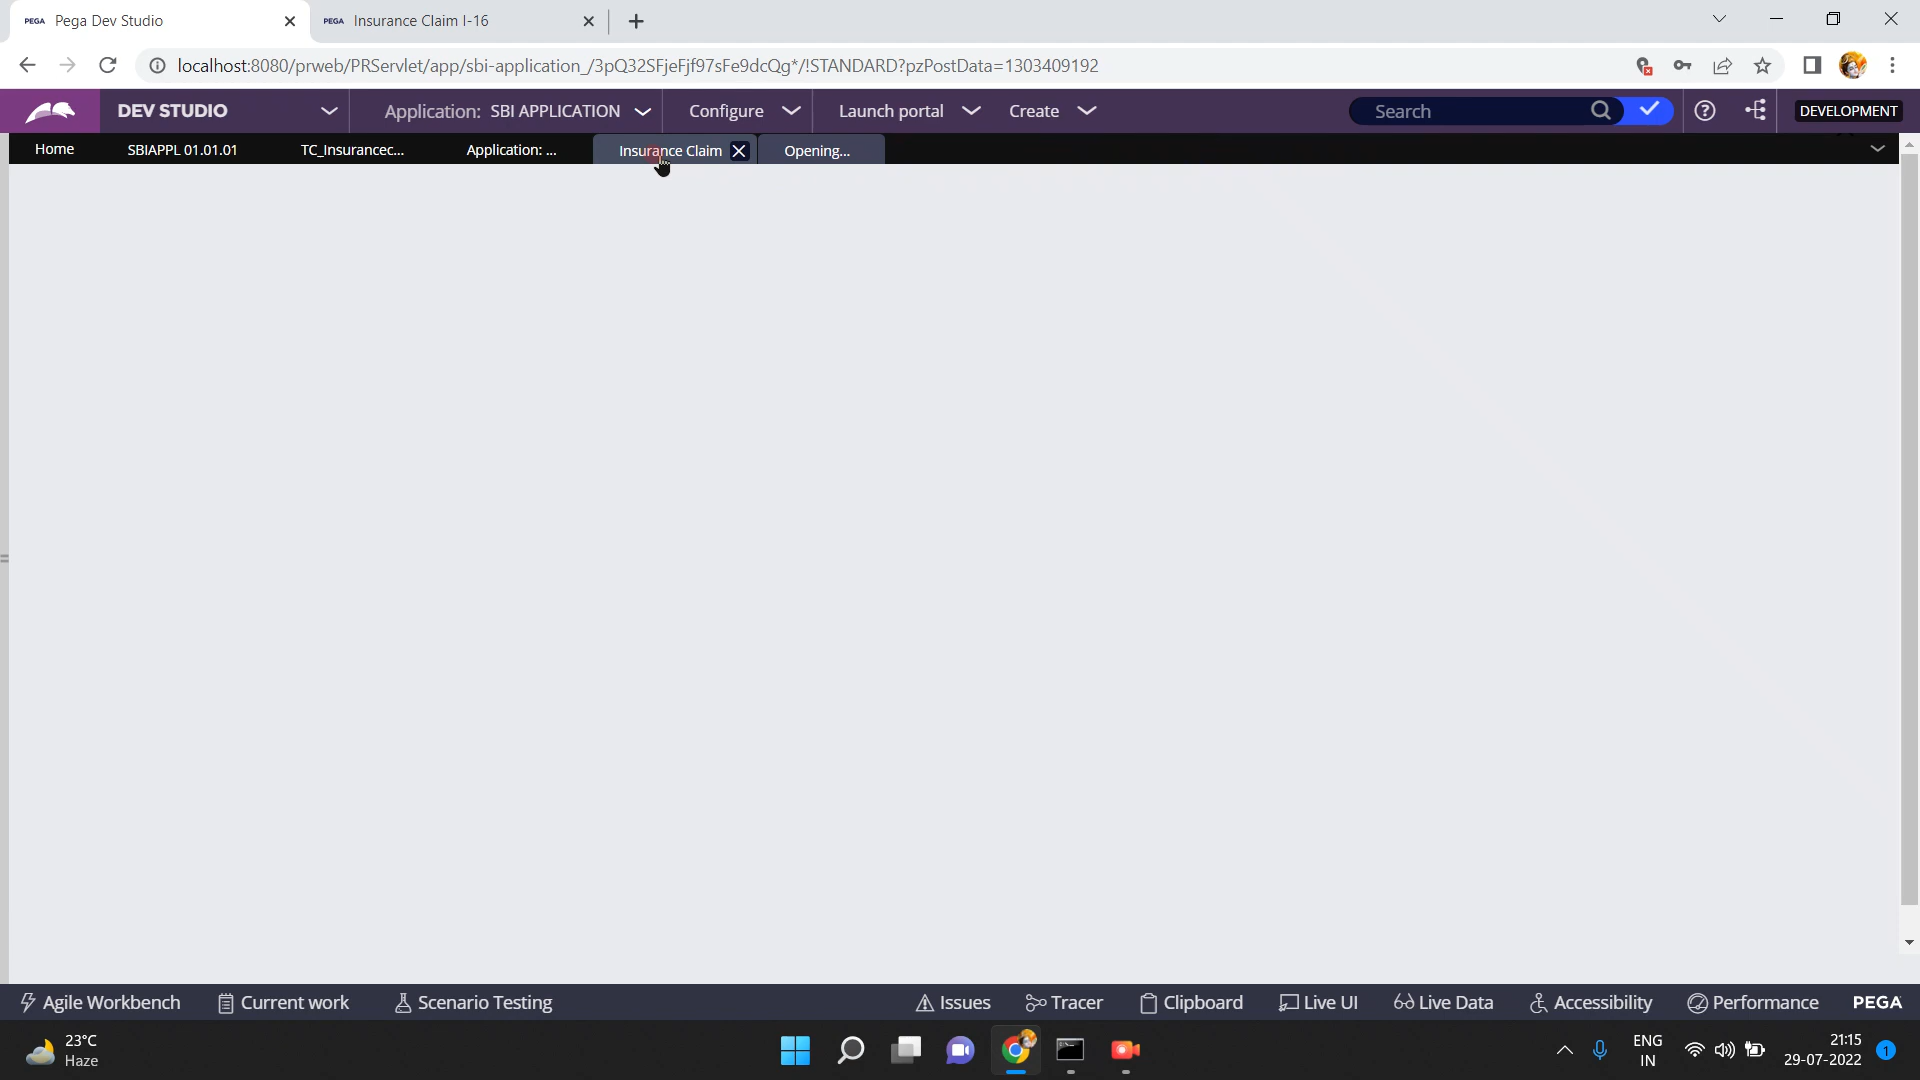 PEGA Pega Dev Studio
PEGA Insurance Claim I-16
localhost:8080/prweb/PRServlet/app/sbi-application_/3pQ32SFjeFjf97sFe9dcQg*/!STANDARD?pzPostData=1303409192
DEV STUDIO
Application: SBI APPLICATION
Configure
Launch portal
Create
Search
DEVELOPMENT
Home
SBIAPPL 01.01.01
TC_Insurancec...
Application: ...
Insurance Claim
Opening...
Agile Workbench
Current work
Scenario Testing
Issues
Tracer
Clipboard
Live UI
Live Data
Accessibility
Performance
PEGA
23°C
Haze
ENG
IN
21:15
29-07-2022
1